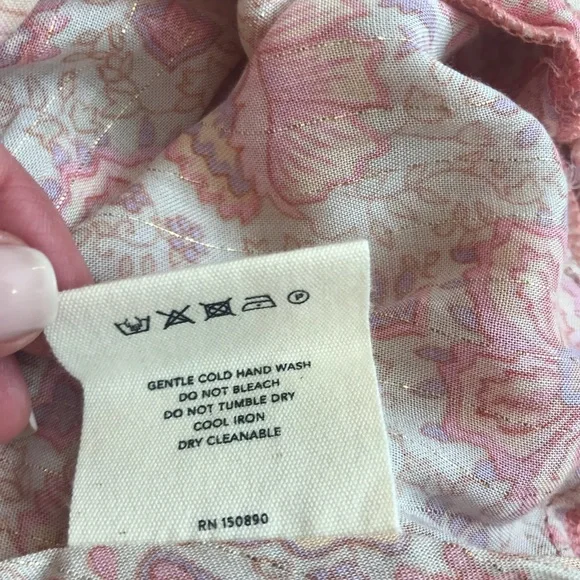 P
GENTLE COLD HAND WASH
DO NOT BLEACH
DO NOT TUMBLE DRY
COOL IRON
DRY CLEANABLE
RN 150890